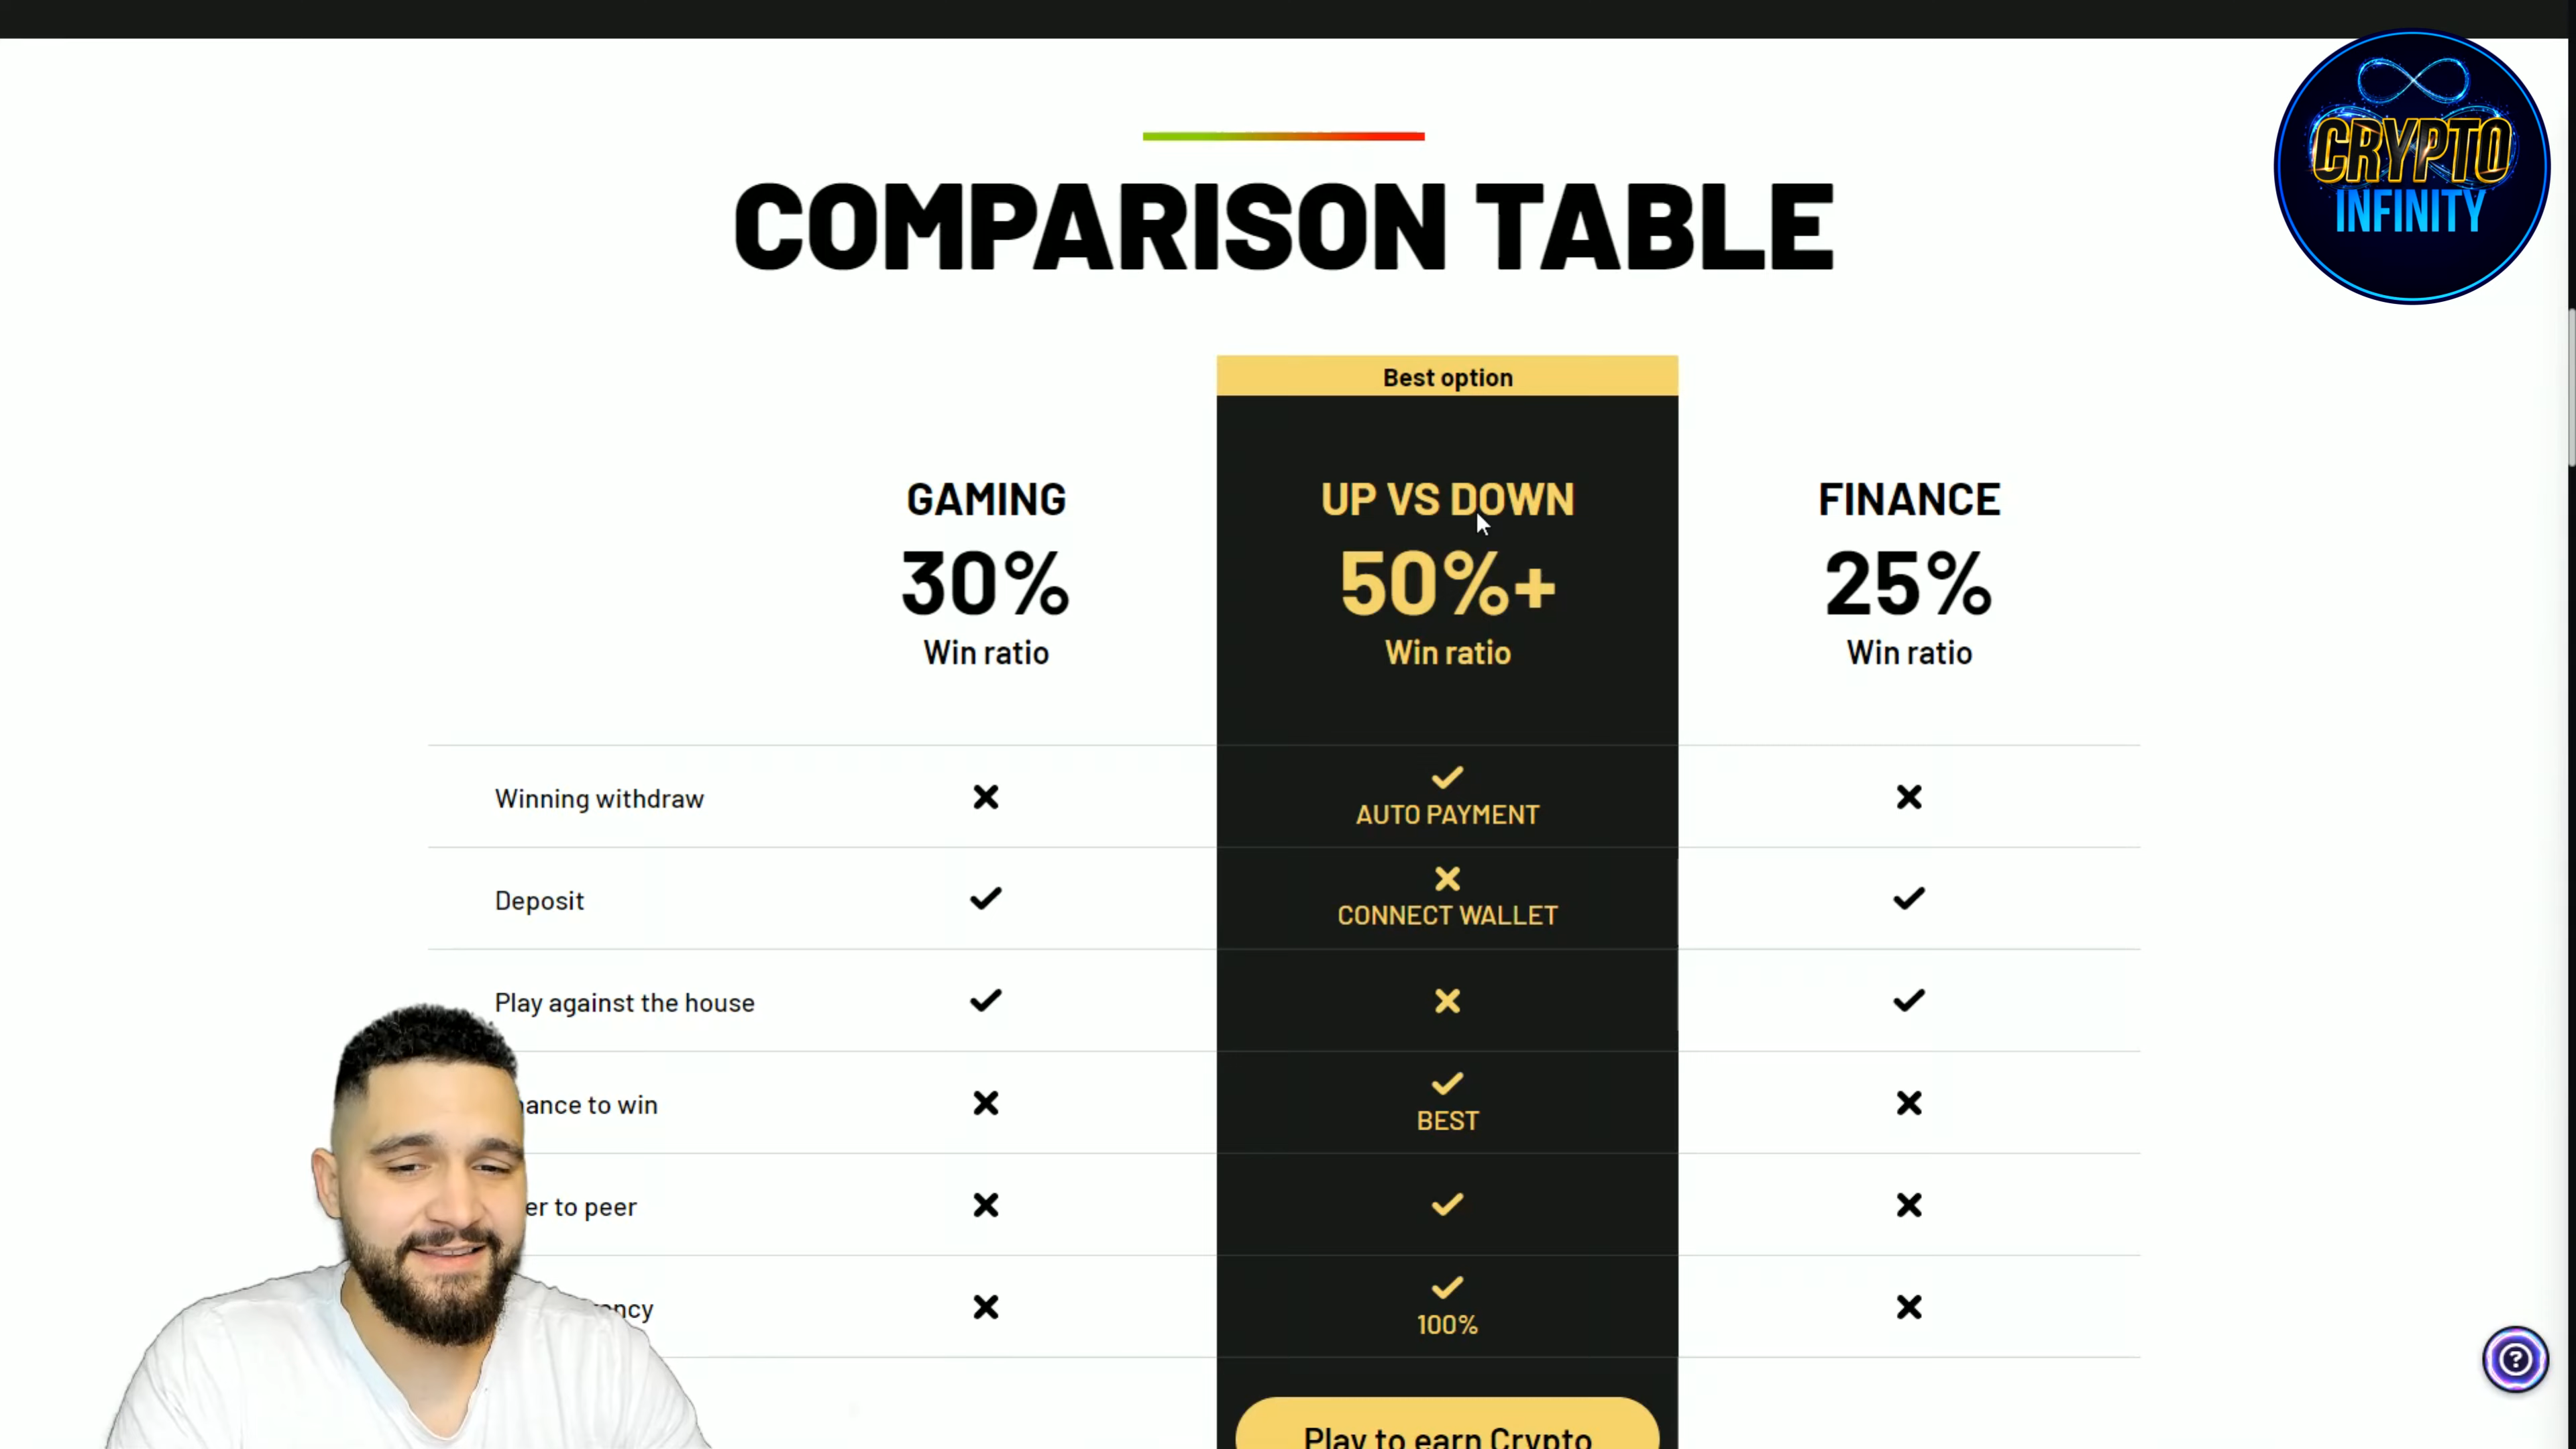 CRYPTO
INFINITY
COMPARISON TABLE
Best option
GAMING
UP VS DOWN
FINANCE
30%
50%+
25%
Win ratio
Win ratio
Win ratio
Winning withdraw
AUTO PAYMENT
Deposit
CONNECT WALLET
Play against the house
to win
BEST
to peer
100%
Play to earn Crypto
?